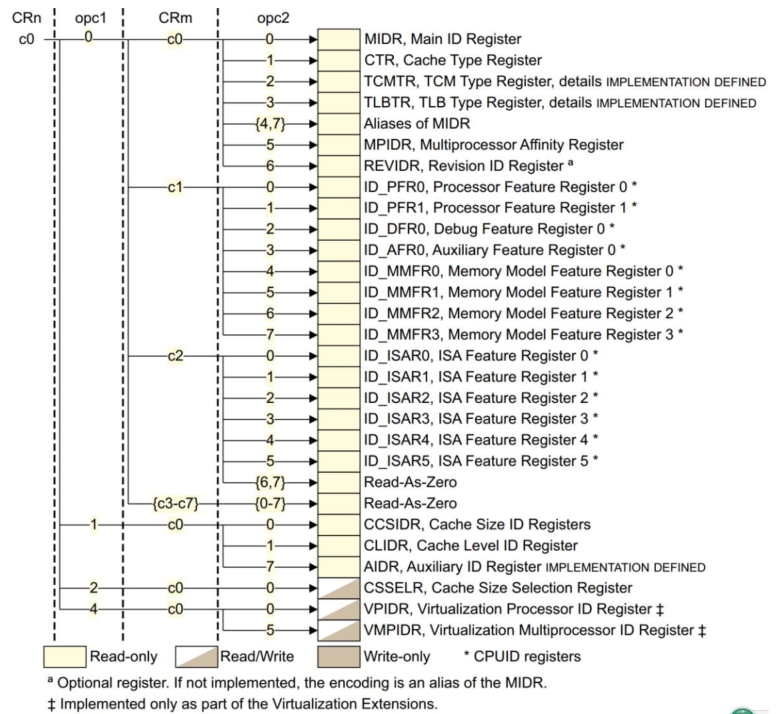 CRn opc1 CRm opc2
c0 0 c0 0 MIDR, Main ID Register
1 CTR, Cache Type Register
2 TCMTR, TCM Type Register, details IMPLEMENTATION DEFINED
3 TLBTR, TLB Type Register, details IMPLEMENTATION DEFINED
{4,7} Aliases of MIDR
5 MPIDR, Multiprocessor Affinity Register
6 REVIDR, Revision ID Register a
c1 0 ID_PFR0, Processor Feature Register 0 *
1 ID_PFR1, Processor Feature Register 1 *
2 ID_DFR0, Debug Feature Register 0 *
3 ID_AFR0, Auxiliary Feature Register 0 *
4 ID_MMFR0, Memory Model Feature Register 0 *
5 ID_MMFR1, Memory Model Feature Register 1 *
6 ID_MMFR2, Memory Model Feature Register 2 *
7 ID_MMFR3, Memory Model Feature Register 3 *
c2 0 ID_ISAR0, ISA Feature Register 0 *
1 ID_ISAR1, ISA Feature Register 1 *
2 ID_ISAR2, ISA Feature Register 2 *
3 ID_ISAR3, ISA Feature Register 3 *
4 ID_ISAR4, ISA Feature Register 4 *
5 ID_ISAR5, ISA Feature Register 5 *
{6,7} Read-As-Zero
{c3-c7} {0-7} Read-As-Zero
1 c0 0 CCSIDR, Cache Size ID Registers
1 CLIDR, Cache Level ID Register
7 AIDR, Auxiliary ID Register IMPLEMENTATION DEFINED
2 c0 0 CSSELR, Cache Size Selection Register
4 c0 0 VPIDR, Virtualization Processor ID Register ‡
5 VMPIDR, Virtualization Multiprocessor ID Register ‡
Read-only Read/Write Write-only * CPUID registers
a Optional register. If not implemented, the encoding is an alias of the MIDR.
‡ Implemented only as part of the Virtualization Extensions.